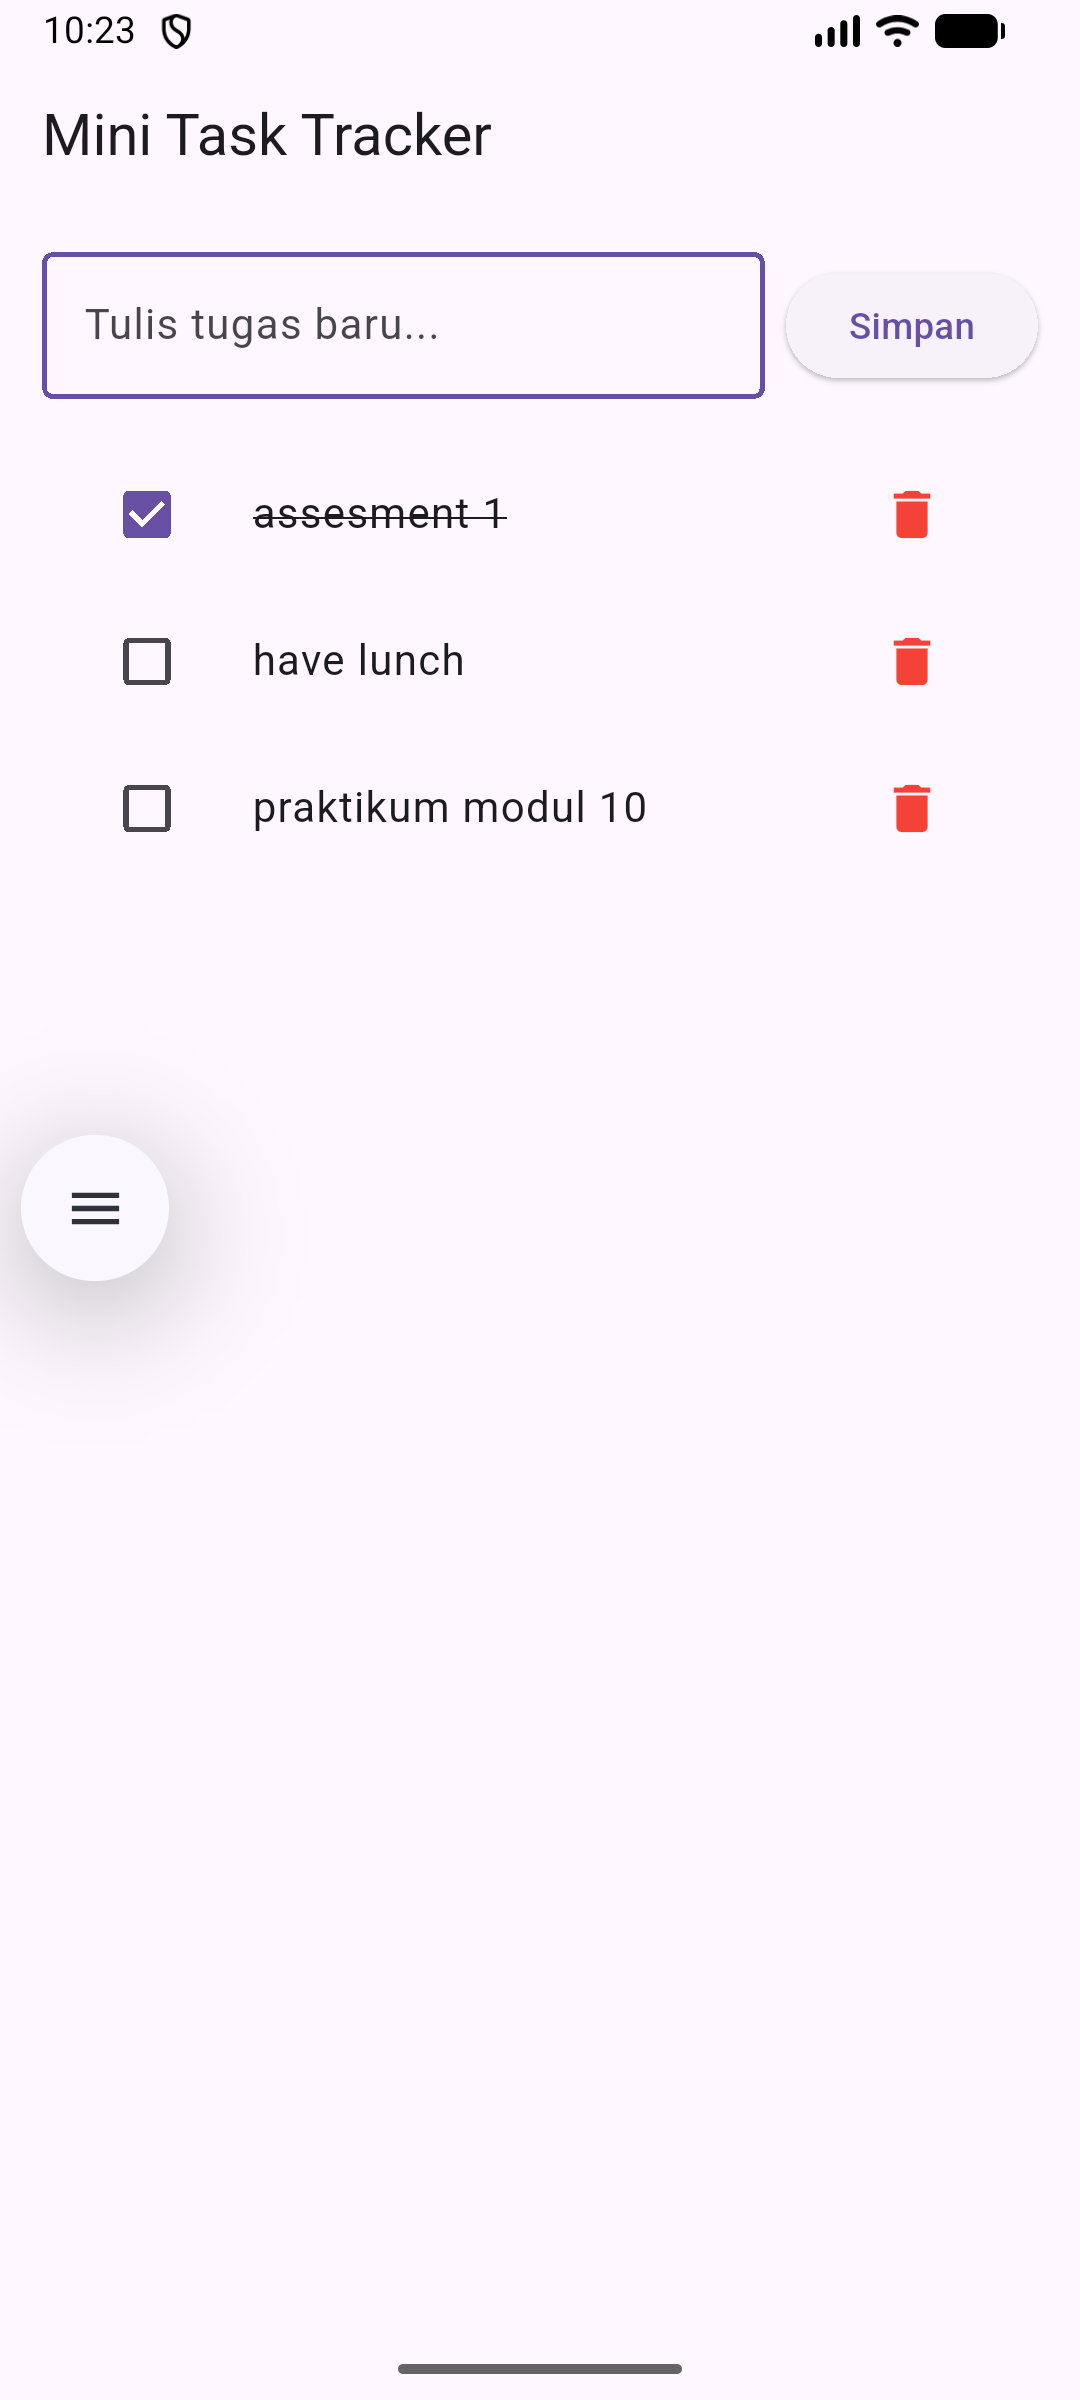 10:23
Mini Task Tracker
Tulis tugas baru...
Simpan
assesment 1
have lunch
praktikum modul 10